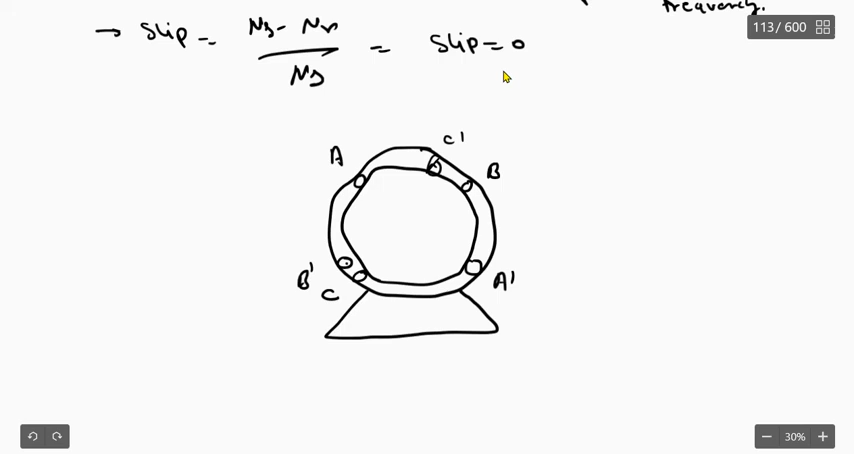 frequency.
113/600
→ Slip = Ns - Nr / Ns = Slip = 0
C'
A
B
B'
A'
C
30%